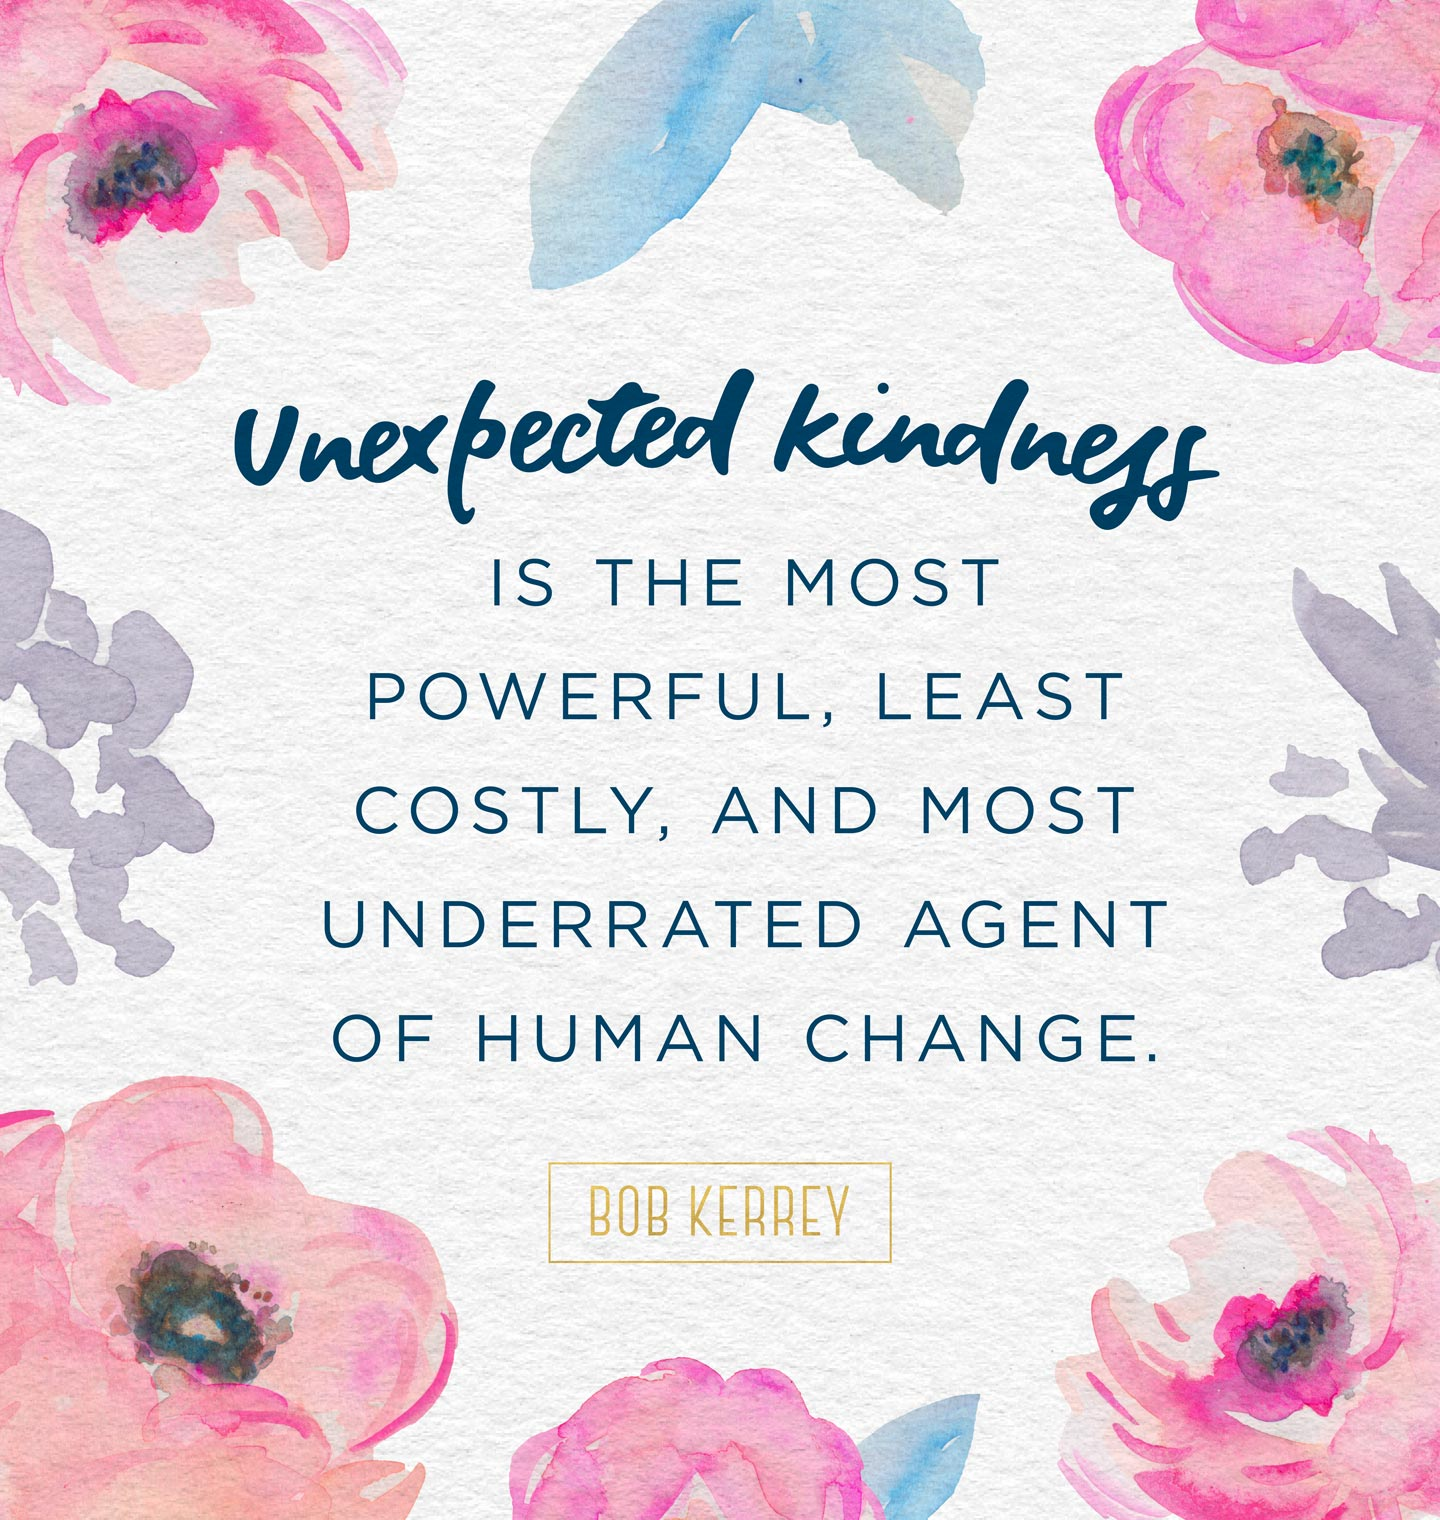 Unexpected kindness
IS THE MOST
POWERFUL, LEAST
COSTLY, AND MOST
UNDERRATED AGENT
OF HUMAN CHANGE.
BOB KERREY